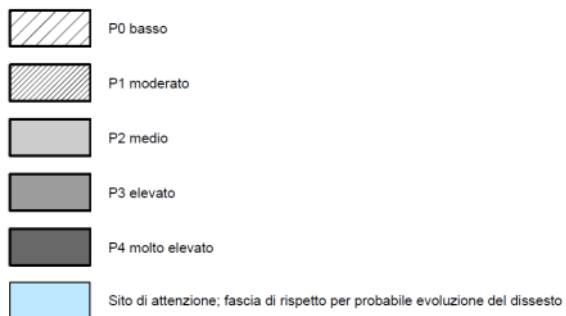 P0 basso
P1 moderato
P2 medio
P3 elevato
P4 molto elevato
Sito di attenzione; fascia di rispetto per probabile evoluzione del dissesto